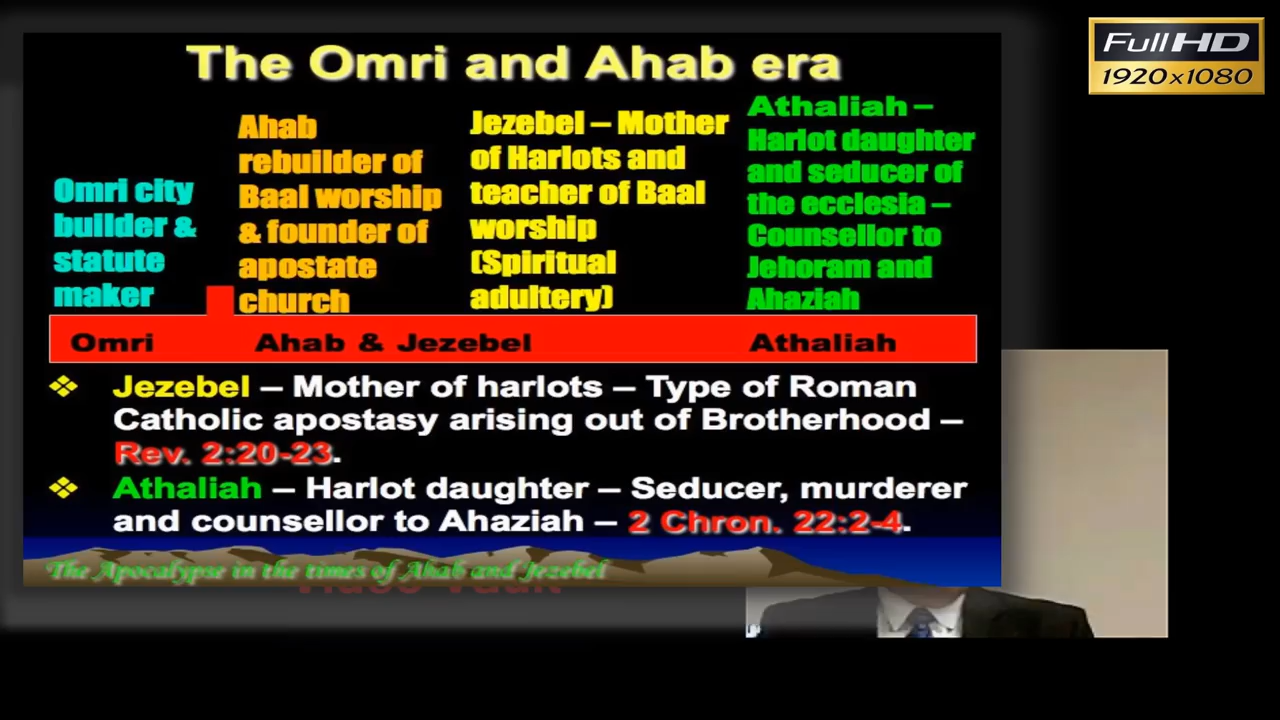 The Omri and Ahab era
Full HD
1920x1080
Omri city
builder &
statute
maker
Ahab
rebuilder of
Baal worship
& founder of
apostate
church
Jezebel – Mother
of Harlots and
teacher of Baal
worship
(Spiritual
adultery)
Athaliah –
Harlot daughter
and seducer of
the ecclesia –
Counsellor to
Jehoram and
Ahaziah
Omri Ahab & Jezebel Athaliah
Jezebel – Mother of harlots – Type of Roman
Catholic apostasy arising out of Brotherhood –
Rev. 2:20-23.
Athaliah – Harlot daughter – Seducer, murderer
and counsellor to Ahaziah – 2 Chron. 22:2-4.
The Apocalypse in the times of Ahab and Jezebel